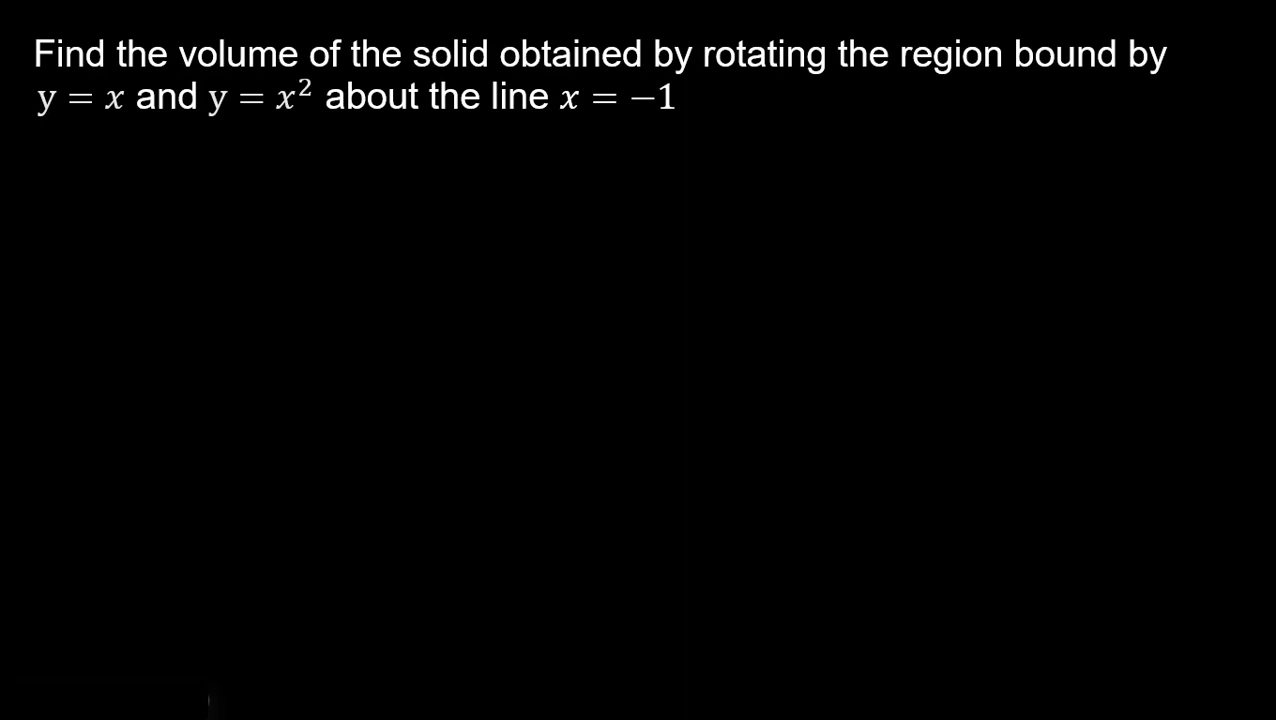 Find the volume of the solid obtained by rotating the region bound by
y = x and y = x² about the line x = −1